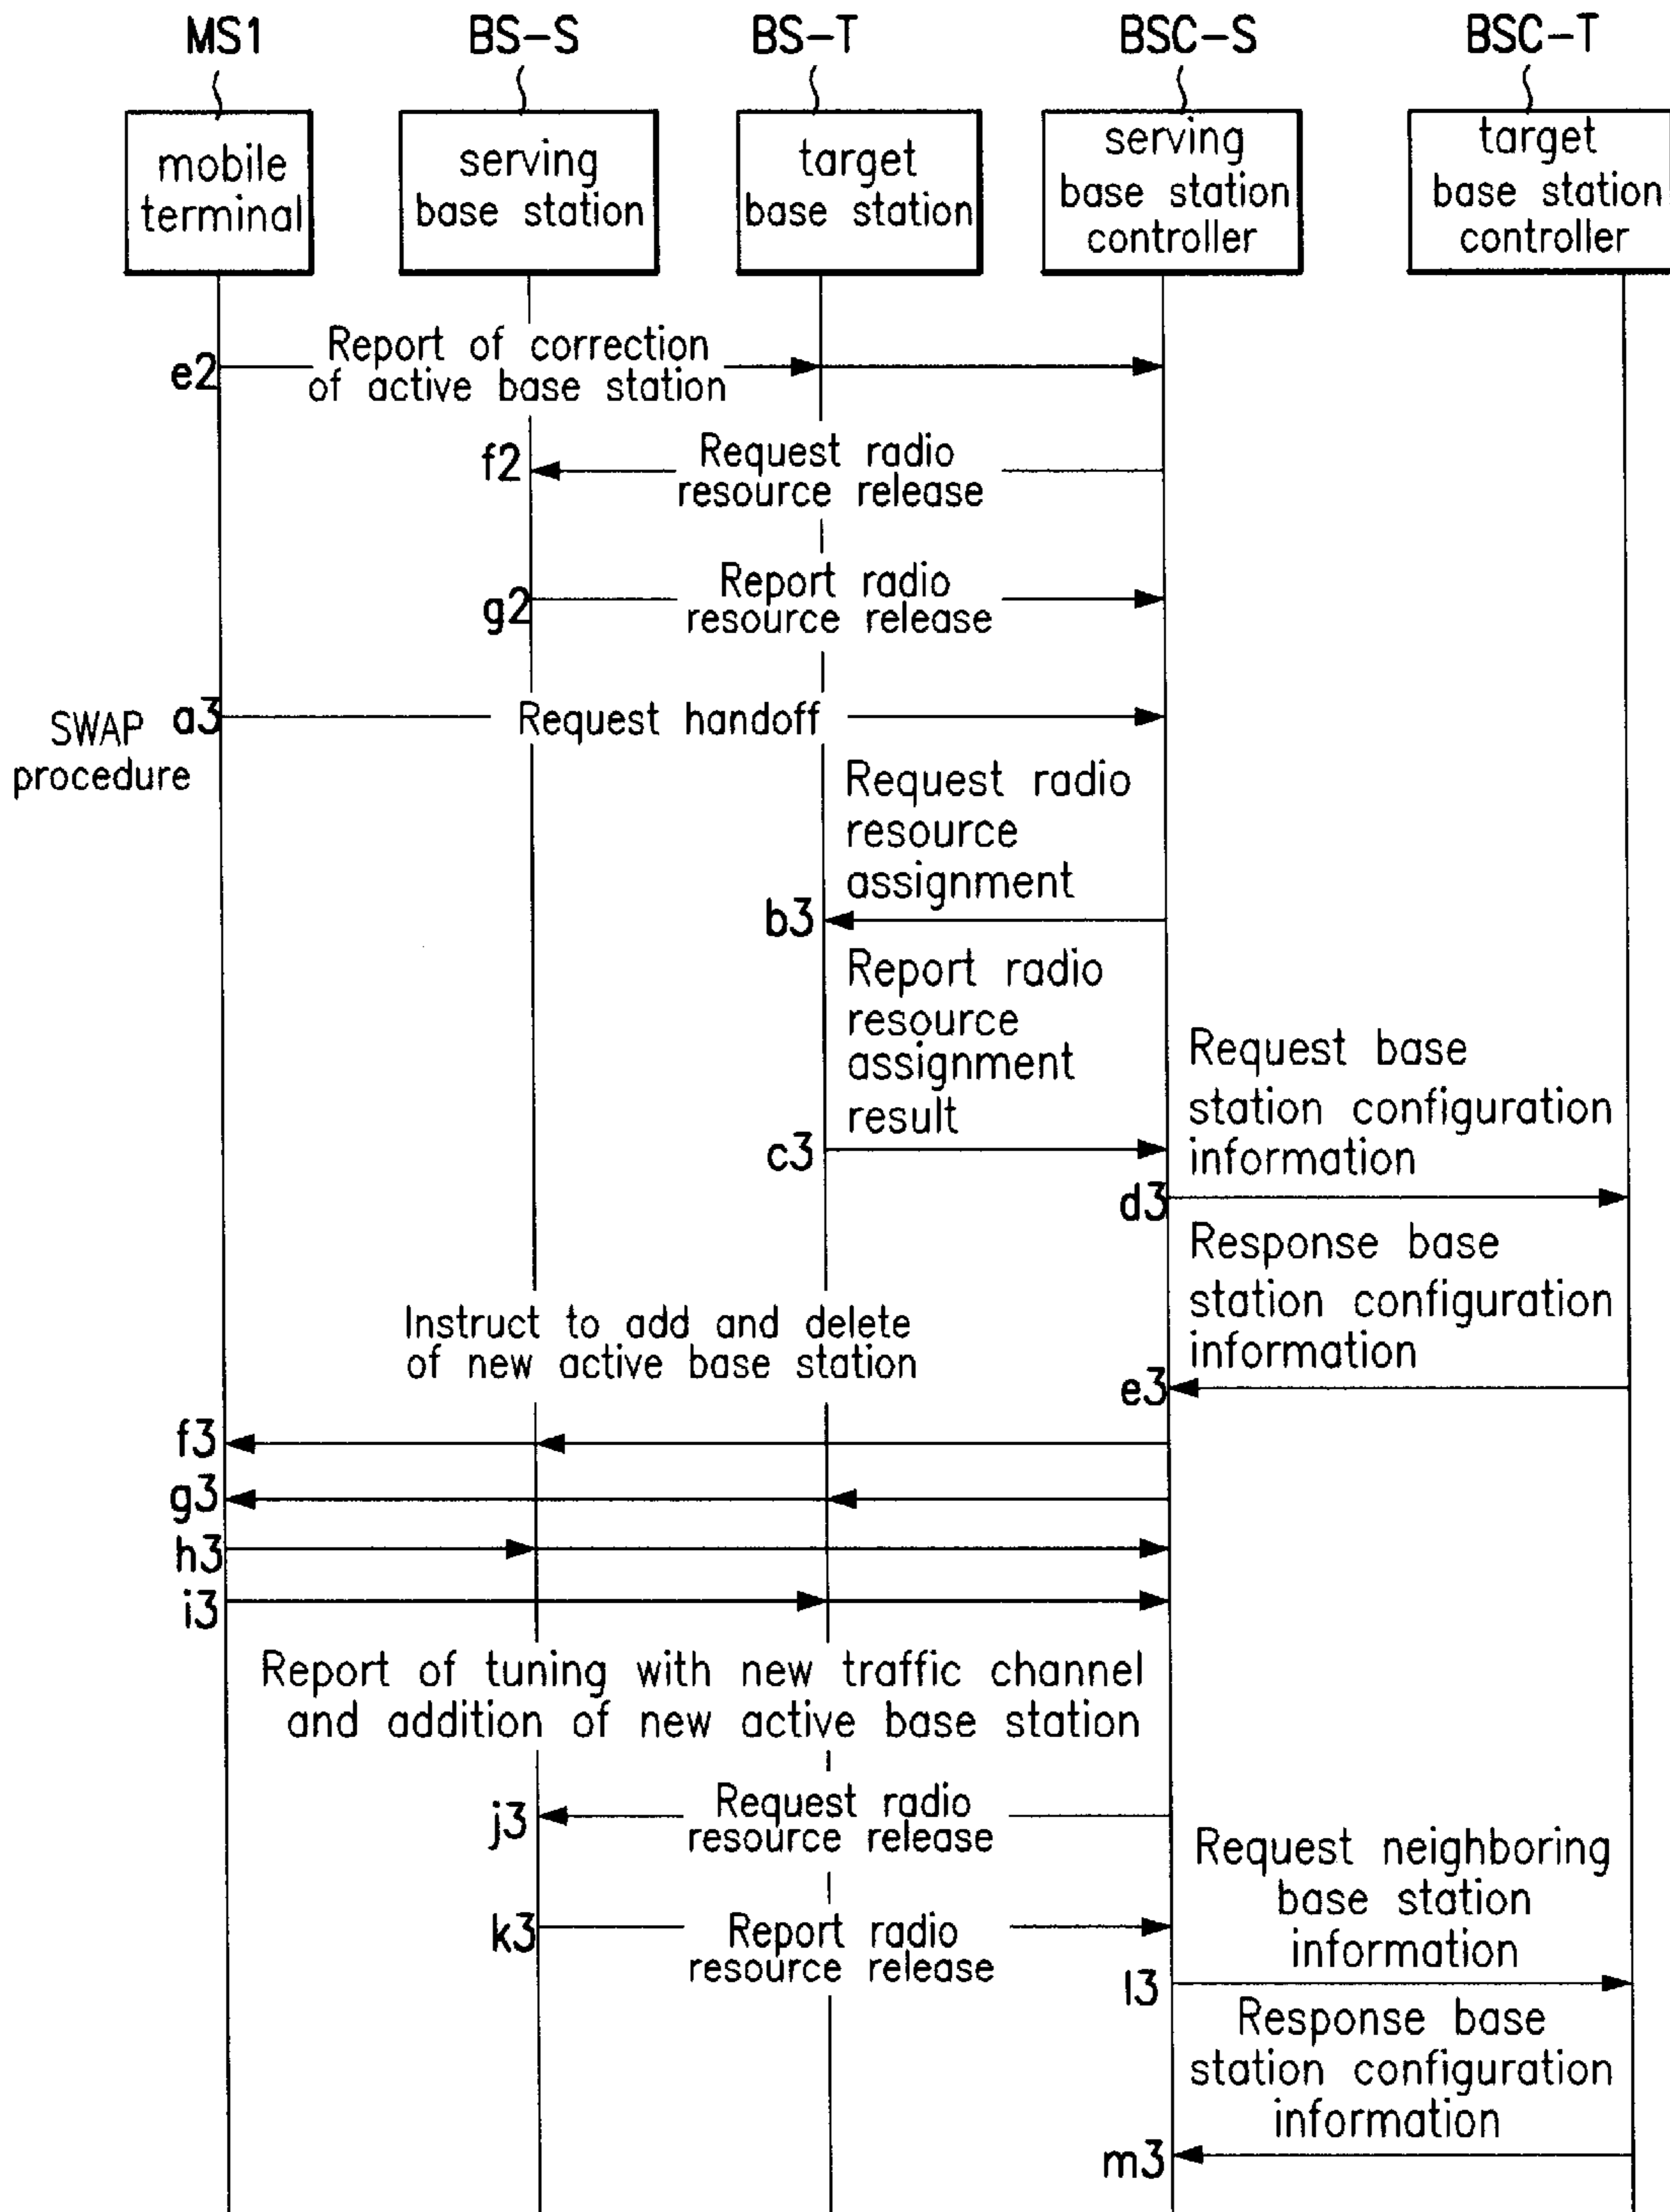 MS1 BS-S BS-T BSC-S BSC-T
mobile
terminal
serving
base station
target
base station
serving
base station
controller
target
base station
controller
e2
Report of correction
of active base station
f2
Request radio
resource release
g2
Report radio
resource release
SWAP
procedure
a3
Request handoff
Request radio
resource
assignment
b3
Report radio
resource
assignment
result
c3
Request base
station configuration
information
d3
Response base
station configuration
information
e3
Instruct to add and delete
of new active base station
f3
g3
h3
i3
Report of tuning with new traffic channel
and addition of new active base station
j3
Request radio
resource release
k3
Report radio
resource release
Request neighboring
base station
information
l3
Response base
station configuration
information
m3